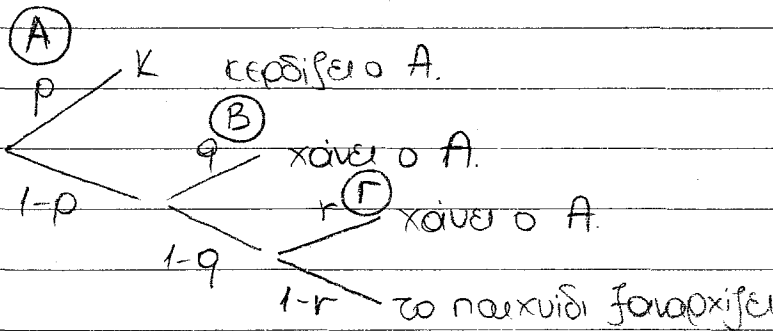 Α
p Κ κερδίζει ο Α.
Β
q χάνει ο Α.
1-p r Γ χάνει ο Α.
1-q
1-r το παιχνίδι ξαναρχίζει